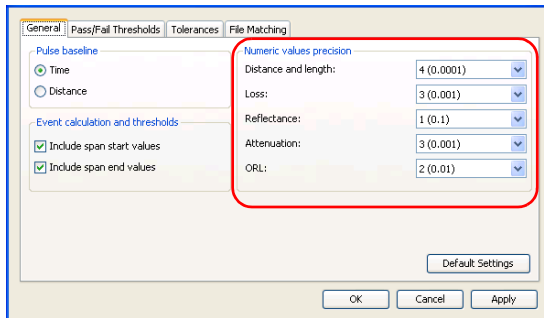 General Pass/Fail Thresholds Tolerances File Matching
Pulse baseline
Time
Distance
Event calculation and thresholds
Include span start values
Include span end values
Numeric values precision
Distance and length: 4 (0.0001)
Loss: 3 (0.001)
Reflectance: 1 (0.1)
Attenuation: 3 (0.001)
ORL: 2 (0.01)
Default Settings
OK Cancel Apply